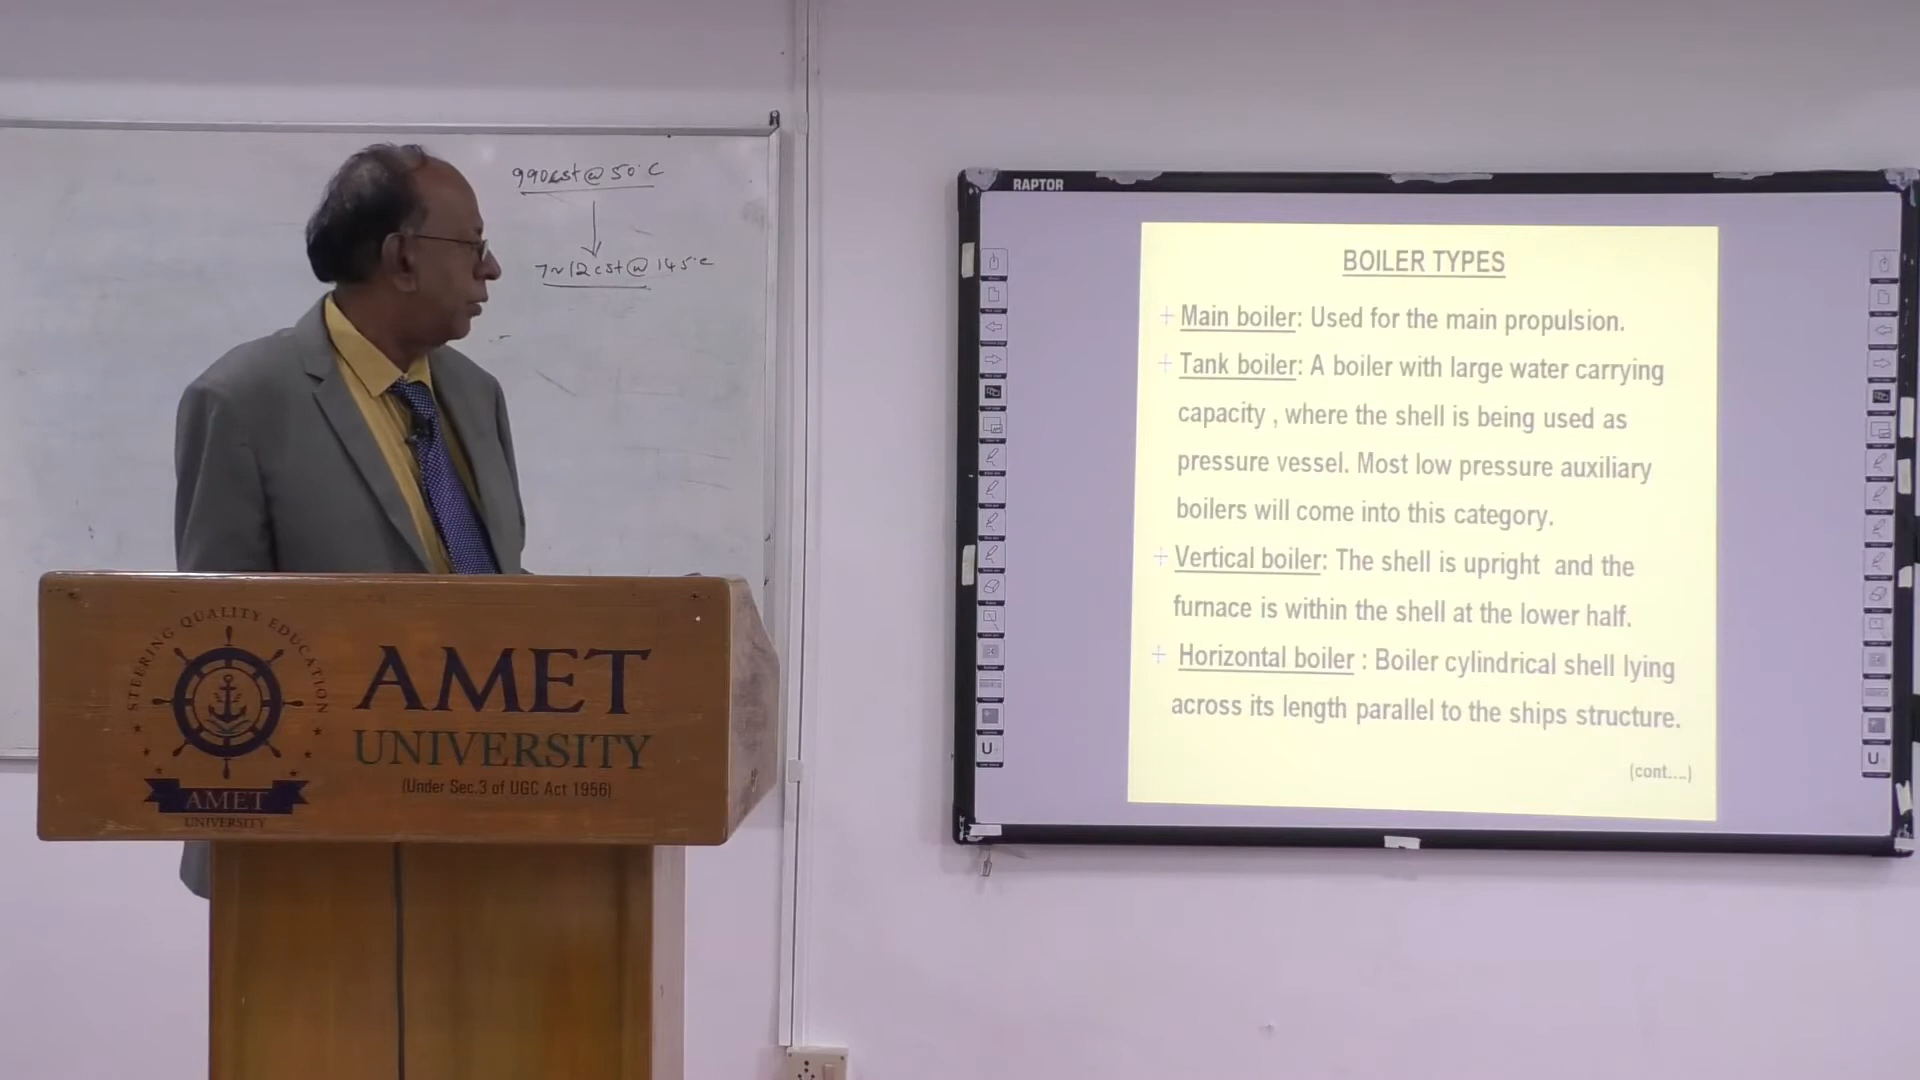 990cst @ 50°C
7~12cst @ 145°C
RAPTOR
BOILER TYPES
+ Main boiler: Used for the main propulsion.
+ Tank boiler: A boiler with large water carrying
capacity , where the shell is being used as
pressure vessel. Most low pressure auxiliary
boilers will come into this category.
+ Vertical boiler: The shell is upright and the
furnace is within the shell at the lower half.
+ Horizontal boiler : Boiler cylindrical shell lying
across its length parallel to the ships structure.
(cont....)
STEERING QUALITY EDUCATION
AMET
UNIVERSITY
AMET
UNIVERSITY
(Under Sec.3 of UGC Act 1956)